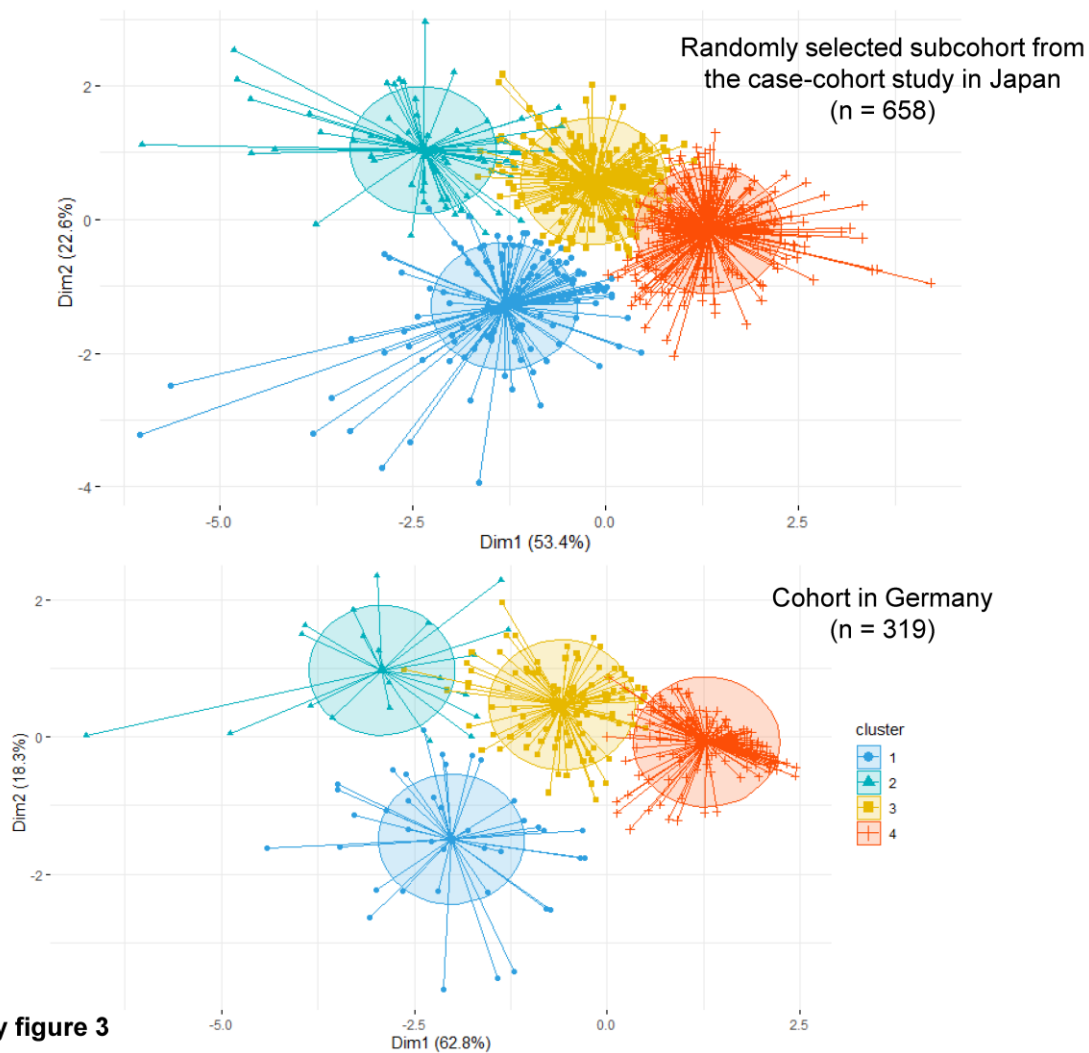 Randomly selected subcohort from
the case-cohort study in Japan
(n = 658)
2
0
-2
-4
Dim2 (22.6%)
-5.0
-2.5
0.0
2.5
Dim1 (53.4%)
Cohort in Germany
(n = 319)
2
0
-2
Dim2 (18.3%)
cluster
1
2
3
4
-5.0
-2.5
0.0
2.5
Dim1 (62.8%)
y figure 3